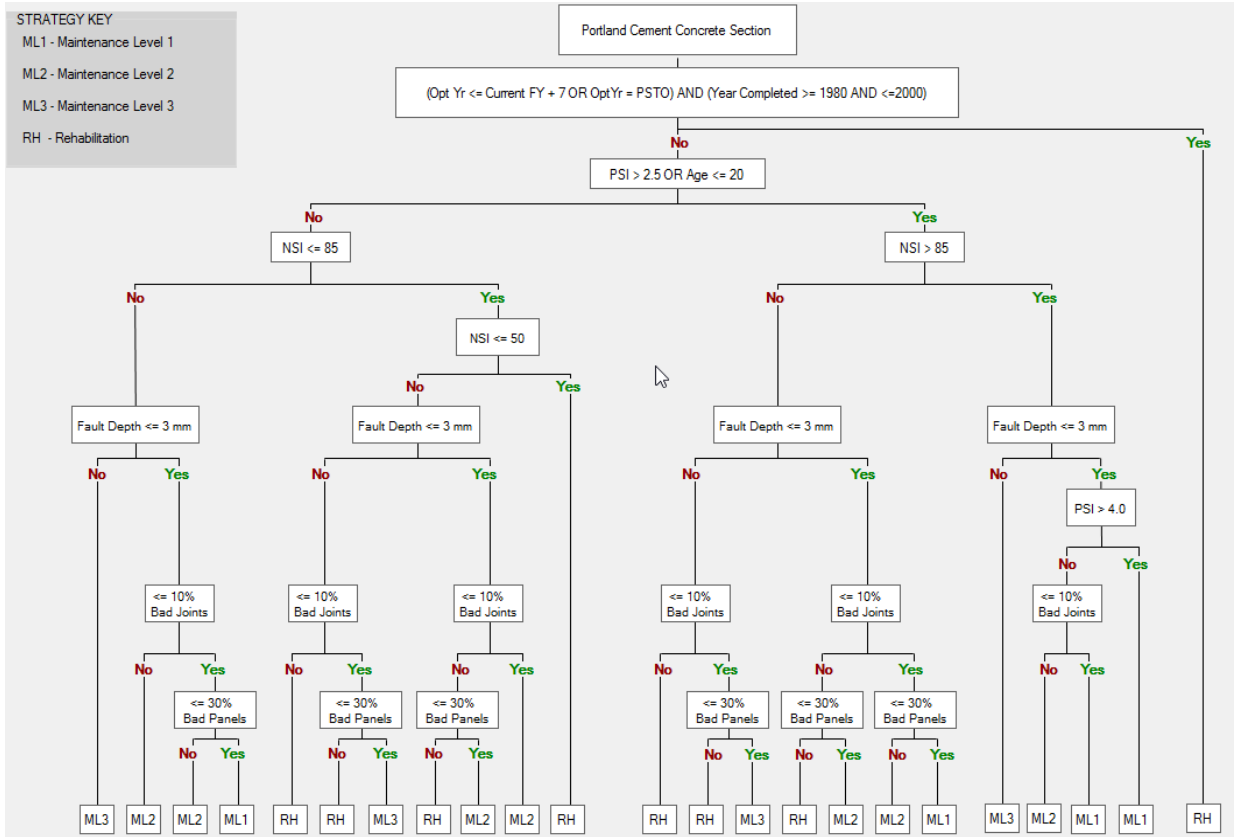 STRATEGY KEY
ML1 - Maintenance Level 1
ML2 - Maintenance Level 2
ML3 - Maintenance Level 3
RH - Rehabilitation
Portland Cement Concrete Section
(Opt Yr <= Current FY + 7 OR OptYr = PSTO) AND (Year Completed >= 1980 AND <=2000)
No Yes
PSI > 2.5 OR Age <= 20
No Yes
NSI <= 85 NSI > 85
No Yes No Yes
NSI <= 50
No Yes
Fault Depth <= 3 mm Fault Depth <= 3 mm Fault Depth <= 3 mm Fault Depth <= 3 mm
No Yes No Yes No Yes No Yes
PSI > 4.0
No Yes
<= 10% <= 10% <= 10% <= 10% <= 10% <= 10%
Bad Joints Bad Joints Bad Joints Bad Joints Bad Joints Bad Joints
No Yes No Yes No Yes No Yes No Yes No Yes
<= 30% <= 30% <= 30% <= 30% <= 30% <= 30%
Bad Panels Bad Panels Bad Panels Bad Panels Bad Panels Bad Panels
No Yes No Yes No Yes No Yes No Yes No Yes
ML3 ML2 ML2 ML1 RH RH ML3 RH ML2 ML2 RH RH RH ML3 RH ML2 ML2 ML1 ML3 ML2 ML1 ML1 RH